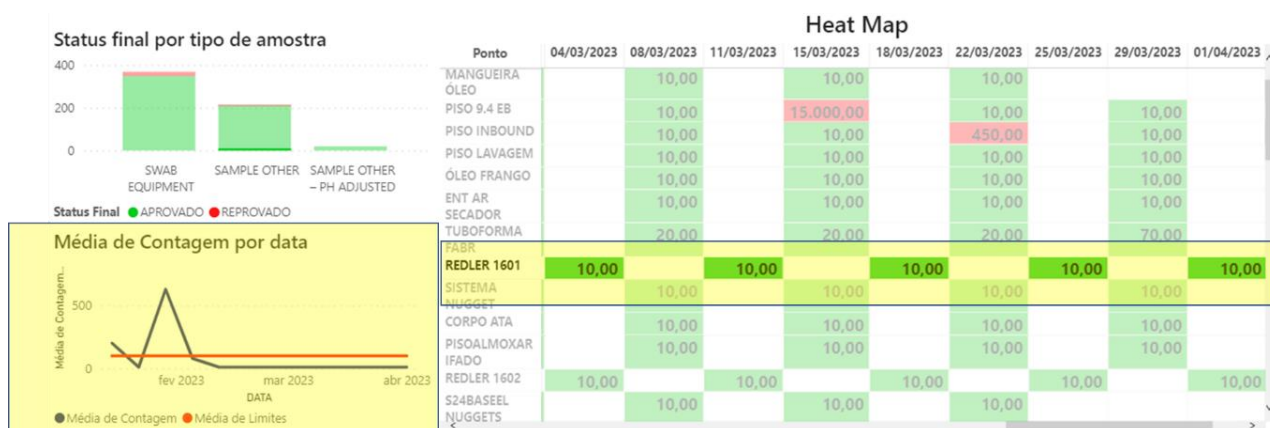 Status final por tipo de amostra
400
200
0
SWAB
EQUIPMENT
SAMPLE OTHER
SAMPLE OTHER
– PH ADJUSTED
Status Final APROVADO REPROVADO
Média de Contagem por data
Média de Contagem...
500
0
fev 2023 mar 2023 abr 2023
DATA
Média de Contagem Média de Limites
Heat Map
Ponto 04/03/2023 08/03/2023 11/03/2023 15/03/2023 18/03/2023 22/03/2023 25/03/2023 29/03/2023 01/04/2023
MANGUEIRA
ÓLEO
10,00 10,00 10,00
PISO 9.4 EB 10,00 15.000,00 10,00 10,00
PISO INBOUND 10,00 10,00 450,00 10,00
PISO LAVAGEM 10,00 10,00 10,00 10,00
ÓLEO FRANGO 10,00 10,00 10,00 10,00
ENT AR
SECADOR
10,00 10,00 10,00 10,00
TUBOFORMA
FABR
20,00 20,00 20,00 70,00
REDLER 1601 10,00 10,00 10,00 10,00 10,00
SISTEMA
NUGGET
10,00 10,00 10,00 10,00
CORPO ATA 10,00 10,00 10,00 10,00
PISOALMOXAR
IFADO
10,00 10,00 10,00 10,00
REDLER 1602 10,00 10,00 10,00 10,00 10,00
S24BASEEL
NUGGETS
10,00 10,00 10,00